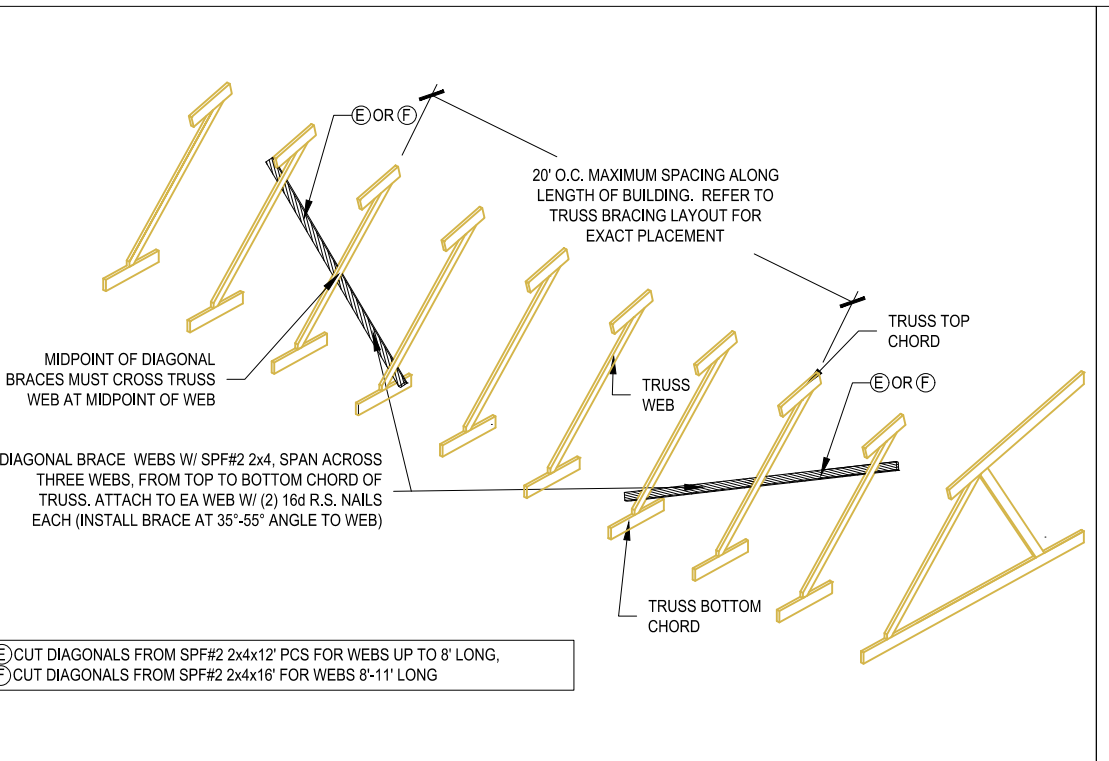 Ⓔ OR Ⓕ
20' O.C. MAXIMUM SPACING ALONG
LENGTH OF BUILDING. REFER TO
TRUSS BRACING LAYOUT FOR
EXACT PLACEMENT
TRUSS TOP
CHORD
MIDPOINT OF DIAGONAL
BRACES MUST CROSS TRUSS
WEB AT MIDPOINT OF WEB
TRUSS
WEB
Ⓔ OR Ⓕ
DIAGONAL BRACE WEBS W/ SPF#2 2x4, SPAN ACROSS
THREE WEBS, FROM TOP TO BOTTOM CHORD OF
TRUSS. ATTACH TO EA WEB W/ (2) 16d R.S. NAILS
EACH (INSTALL BRACE AT 35°-55° ANGLE TO WEB)
TRUSS BOTTOM
CHORD
Ⓔ CUT DIAGONALS FROM SPF#2 2x4x12' PCS FOR WEBS UP TO 8' LONG,
Ⓕ CUT DIAGONALS FROM SPF#2 2x4x16' FOR WEBS 8'-11' LONG